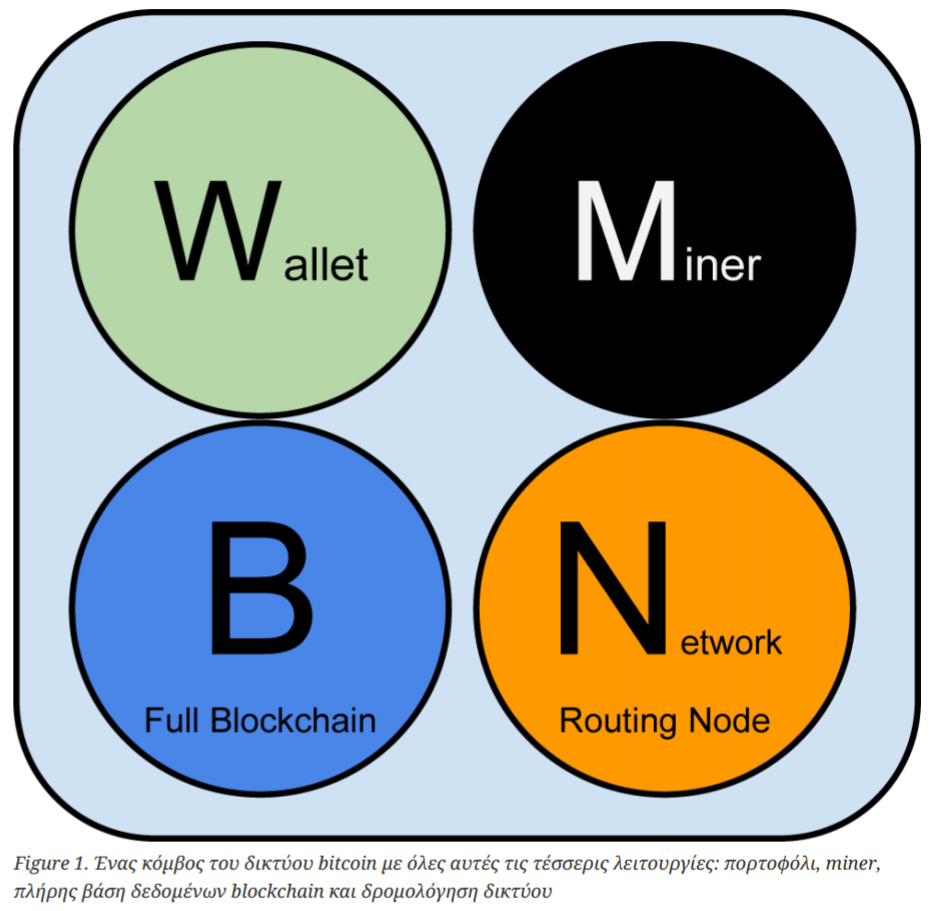 Wallet
Miner
B
Full Blockchain
Network
Routing Node
Figure 1. Ένας κόμβος του δικτύου bitcoin με όλες αυτές τις τέσσερις λειτουργίες: πορτοφόλι, miner,
πλήρης βάση δεδομένων blockchain και δρομολόγηση δικτύου